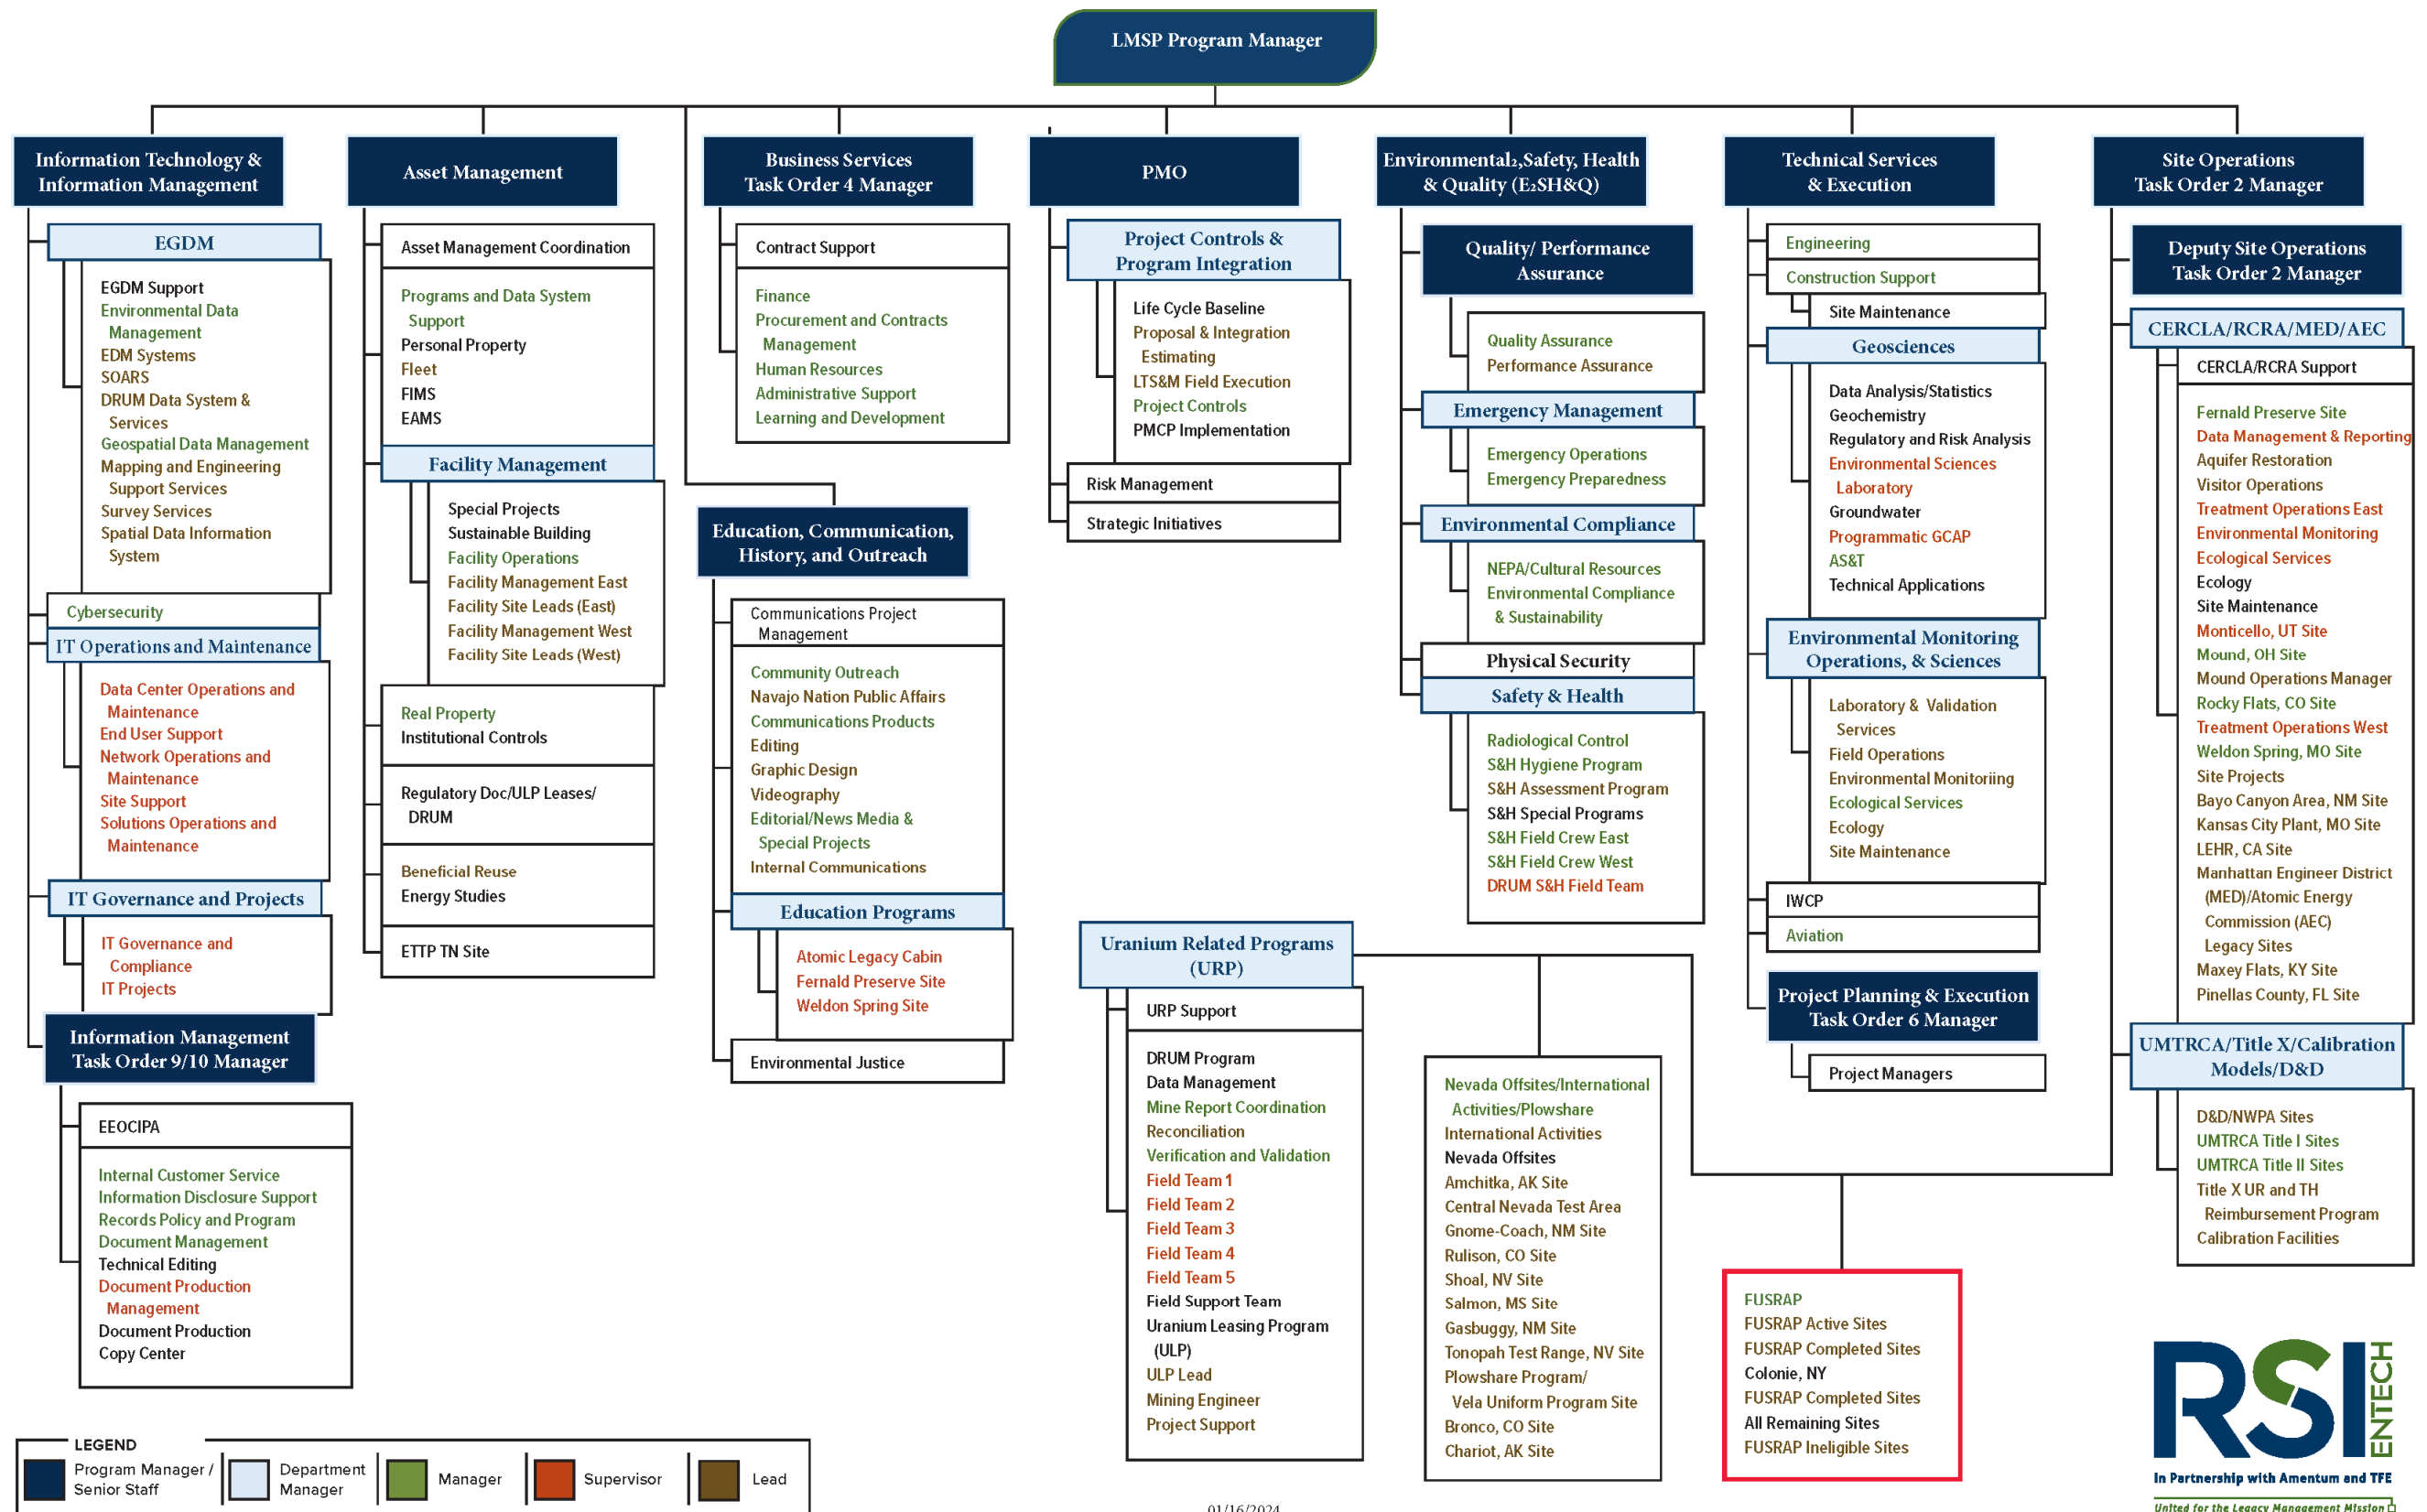 LMSP Program Manager
Information Technology &
Information Management
EGDM
EGDM Support
Environmental Data
Management
EDM Systems
SOARS
DRUM Data System &
Services
Geospatial Data Management
Mapping and Engineering
Support Services
Survey Services
Spatial Data Information
System
Cybersecurity
IT Operations and Maintenance
Data Center Operations and
Maintenance
End User Support
Network Operations and
Maintenance
Site Support
Solutions Operations and
Maintenance
IT Governance and Projects
IT Governance and
Compliance
IT Projects
Information Management
Task Order 9/10 Manager
EEOCIPA
Internal Customer Service
Information Disclosure Support
Records Policy and Program
Document Management
Technical Editing
Document Production
Management
Document Production
Copy Center
Asset Management
Asset Management Coordination
Programs and Data System
Support
Personal Property
Fleet
FIMS
EAMS
Facility Management
Special Projects
Sustainable Building
Facility Operations
Facility Management East
Facility Site Leads (East)
Facility Management West
Facility Site Leads (West)
Real Property
Institutional Controls
Regulatory Doc/ULP Leases/
DRUM
Beneficial Reuse
Energy Studies
ETTP TN Site
Business Services
Task Order 4 Manager
Contract Support
Finance
Procurement and Contracts
Management
Human Resources
Administrative Support
Learning and Development
Education, Communication,
History, and Outreach
Communications Project
Management
Community Outreach
Navajo Nation Public Affairs
Communications Products
Editing
Graphic Design
Videography
Editorial/News Media &
Special Projects
Internal Communications
Education Programs
Atomic Legacy Cabin
Fernald Preserve Site
Weldon Spring Site
Environmental Justice
PMO
Project Controls &
Program Integration
Life Cycle Baseline
Proposal & Integration
Estimating
LTS&M Field Execution
Project Controls
PMCP Implementation
Risk Management
Strategic Initiatives
Environmental₂,Safety, Health
& Quality (E₂SH&Q)
Quality/ Performance
Assurance
Quality Assurance
Performance Assurance
Emergency Management
Emergency Operations
Emergency Preparedness
Environmental Compliance
NEPA/Cultural Resources
Environmental Compliance
& Sustainability
Physical Security
Safety & Health
Radiological Control
S&H Hygiene Program
S&H Assessment Program
S&H Special Programs
S&H Field Crew East
S&H Field Crew West
DRUM S&H Field Team
Technical Services
& Execution
Engineering
Construction Support
Site Maintenance
Geosciences
Data Analysis/Statistics
Geochemistry
Regulatory and Risk Analysis
Environmental Sciences
Laboratory
Groundwater
Programmatic GCAP
AS&T
Technical Applications
Environmental Monitoring
Operations, & Sciences
Laboratory & Validation
Services
Field Operations
Environmental Monitoriing
Ecological Services
Ecology
Site Maintenance
IWCP
Aviation
Project Planning & Execution
Task Order 6 Manager
Project Managers
Site Operations
Task Order 2 Manager
Deputy Site Operations
Task Order 2 Manager
CERCLA/RCRA/MED/AEC
CERCLA/RCRA Support
Fernald Preserve Site
Data Management & Reporting
Aquifer Restoration
Visitor Operations
Treatment Operations East
Environmental Monitoring
Ecological Services
Ecology
Site Maintenance
Monticello, UT Site
Mound, OH Site
Mound Operations Manager
Rocky Flats, CO Site
Treatment Operations West
Weldon Spring, MO Site
Site Projects
Bayo Canyon Area, NM Site
Kansas City Plant, MO Site
LEHR, CA Site
Manhattan Engineer District
(MED)/Atomic Energy
Commission (AEC)
Legacy Sites
Maxey Flats, KY Site
Pinellas County, FL Site
UMTRCA/Title X/Calibration
Models/D&D
D&D/NWPA Sites
UMTRCA Title I Sites
UMTRCA Title II Sites
Title X UR and TH
Reimbursement Program
Calibration Facilities
Uranium Related Programs
(URP)
URP Support
DRUM Program
Data Management
Mine Report Coordination
Reconciliation
Verification and Validation
Field Team 1
Field Team 2
Field Team 3
Field Team 4
Field Team 5
Field Support Team
Uranium Leasing Program
(ULP)
ULP Lead
Mining Engineer
Project Support
Nevada Offsites/International
Activities/Plowshare
International Activities
Nevada Offsites
Amchitka, AK Site
Central Nevada Test Area
Gnome-Coach, NM Site
Rulison, CO Site
Shoal, NV Site
Salmon, MS Site
Gasbuggy, NM Site
Tonopah Test Range, NV Site
Plowshare Program/
Vela Uniform Program Site
Bronco, CO Site
Chariot, AK Site
FUSRAP
FUSRAP Active Sites
FUSRAP Completed Sites
Colonie, NY
FUSRAP Completed Sites
All Remaining Sites
FUSRAP Ineligible Sites
LEGEND
Program Manager /
Senior Staff
Department
Manager
Manager
Supervisor
Lead
01/16/2024
RSI
ENTECH
In Partnership with Amentum and TFE
United for the Legacy Management Mission